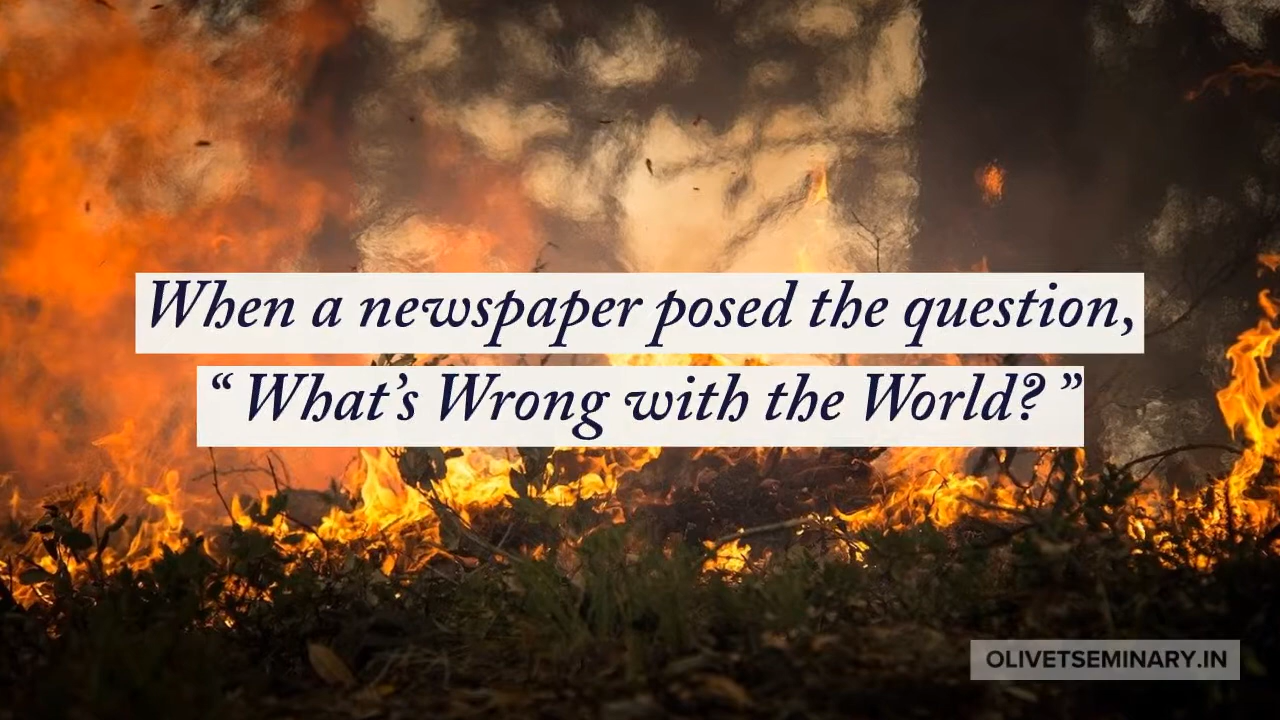 When a newspaper posed the question,
“What’s Wrong with the World?”
OLIVETSEMINARY.IN